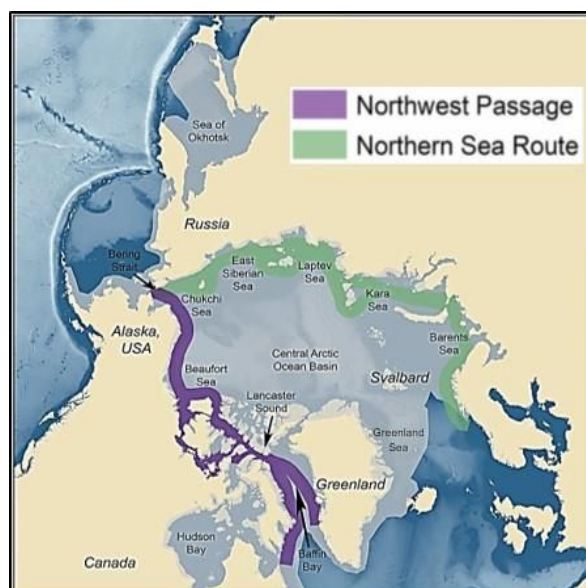 Northwest Passage
Northern Sea Route
Sea of
Okhotsk
Russia
Bering
Strait
East
Siberian
Sea
Laptev
Sea
Chukchi
Sea
Kara
Sea
Alaska,
USA
Barents
Sea
Central Arctic
Ocean Basin
Beaufort
Sea
Svalbard
Lancaster
Sound
Greenland
Sea
Greenland
Hudson
Bay
Baffin
Bay
Canada